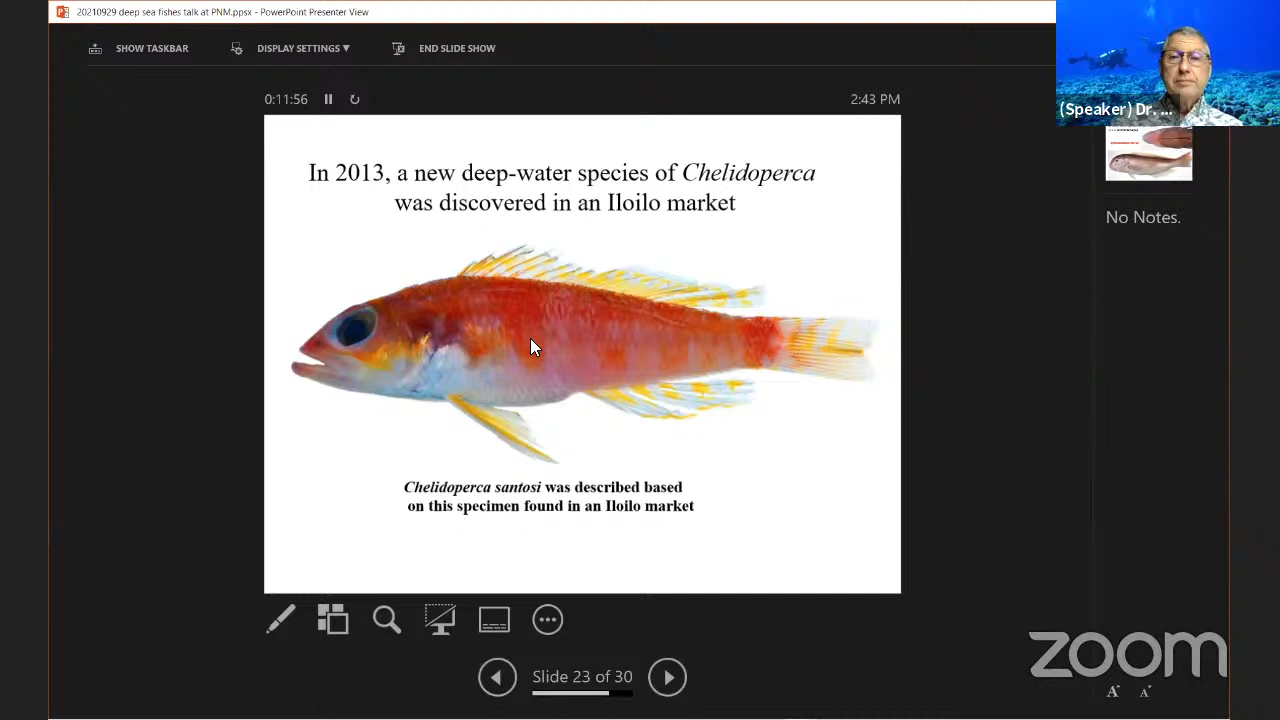 20210929 deep sea fishes talk at PNM.ppsx - PowerPoint Presenter View
SHOW TASKBAR
DISPLAY SETTINGS ▼
END SLIDE SHOW
0:11:56
2:43 PM
(Speaker) Dr. ...
In 2013, a new deep-water species of Chelidoperca
was discovered in an Iloilo market
Chelidoperca santosi was described based
on this specimen found in an Iloilo market
No Notes.
Slide 23 of 30
zoom
A A